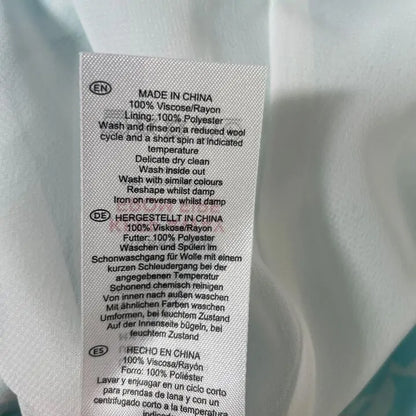 EN
MADE IN CHINA
100% Viscose/Rayon
Lining: 100% Polyester
Wash and rinse on a reduced wool
cycle and a short spin at indicated
temperature
Delicate dry clean
Wash inside out
Wash with similar colours
Reshape whilst damp
Iron on reverse whilst damp
DE HERGESTELLT IN CHINA
100% Viskose/Rayon
Futter: 100% Polyester
Waschen und Spülen im
Schonwaschgang für Wolle mit einem
kurzen Schleudergang bei der
angegebenen Temperatur
Schonend chemisch reinigen
Von innen nach außen waschen
Mit ähnlichen Farben waschen
Umformen, bei feuchtem Zustand
Auf der Innenseite bügeln, bei
feuchtem Zustand
ES HECHO EN CHINA
100% Viscosa/Rayón
Forro: 100% Poliéster
Lavar y enjuagar en un ciclo corto
para prendas de lana y con un
centrifugado corto a la temperatura